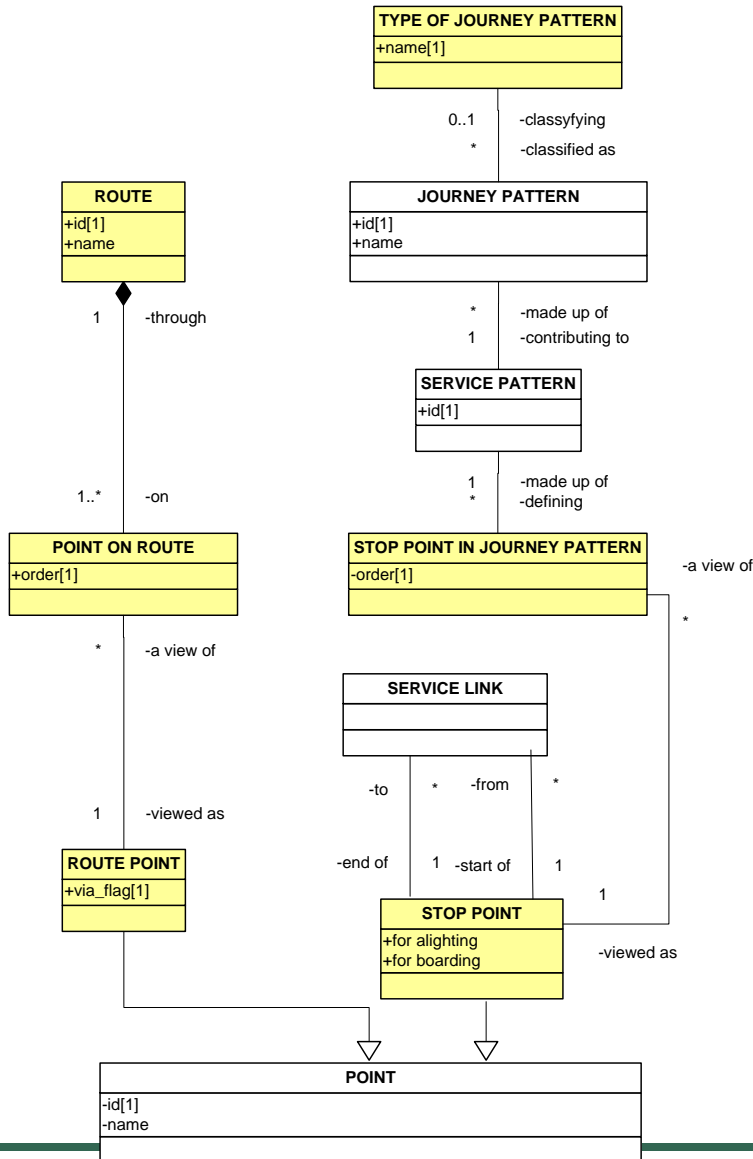 TYPE OF JOURNEY PATTERN
+name[1]
0..1 -classyfying
* -classified as
ROUTE
+id[1]
+name
JOURNEY PATTERN
+id[1]
+name
1 -through
* -made up of
1 -contributing to
SERVICE PATTERN
+id[1]
1 -made up of
* -defining
1..* -on
POINT ON ROUTE
+order[1]
STOP POINT IN JOURNEY PATTERN
-order[1]
-a view of
*
* -a view of
SERVICE LINK
-to * -from *
1 -viewed as
-end of 1 -start of 1
ROUTE POINT
+via_flag[1]
1
STOP POINT
+for alighting
+for boarding
-viewed as
POINT
-id[1]
-name